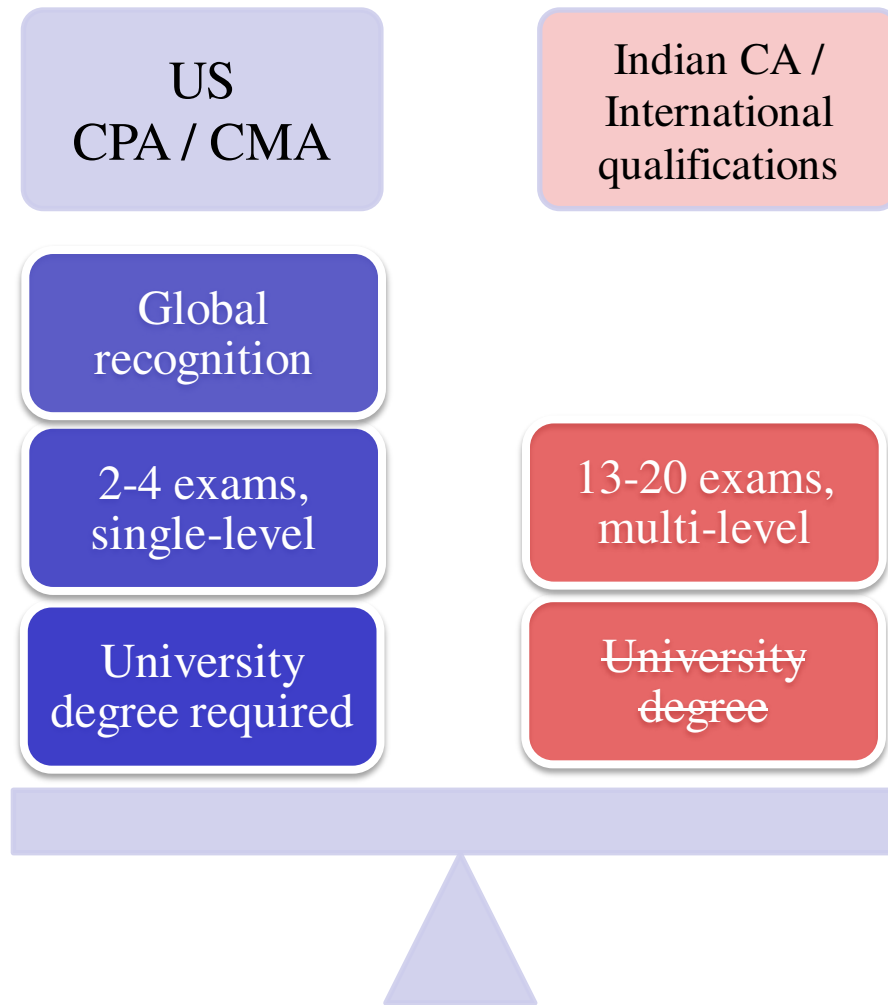 US
CPA / CMA
Indian CA /
International
qualifications
Global
recognition
2-4 exams,
single-level
13-20 exams,
multi-level
University
degree required
University
degree